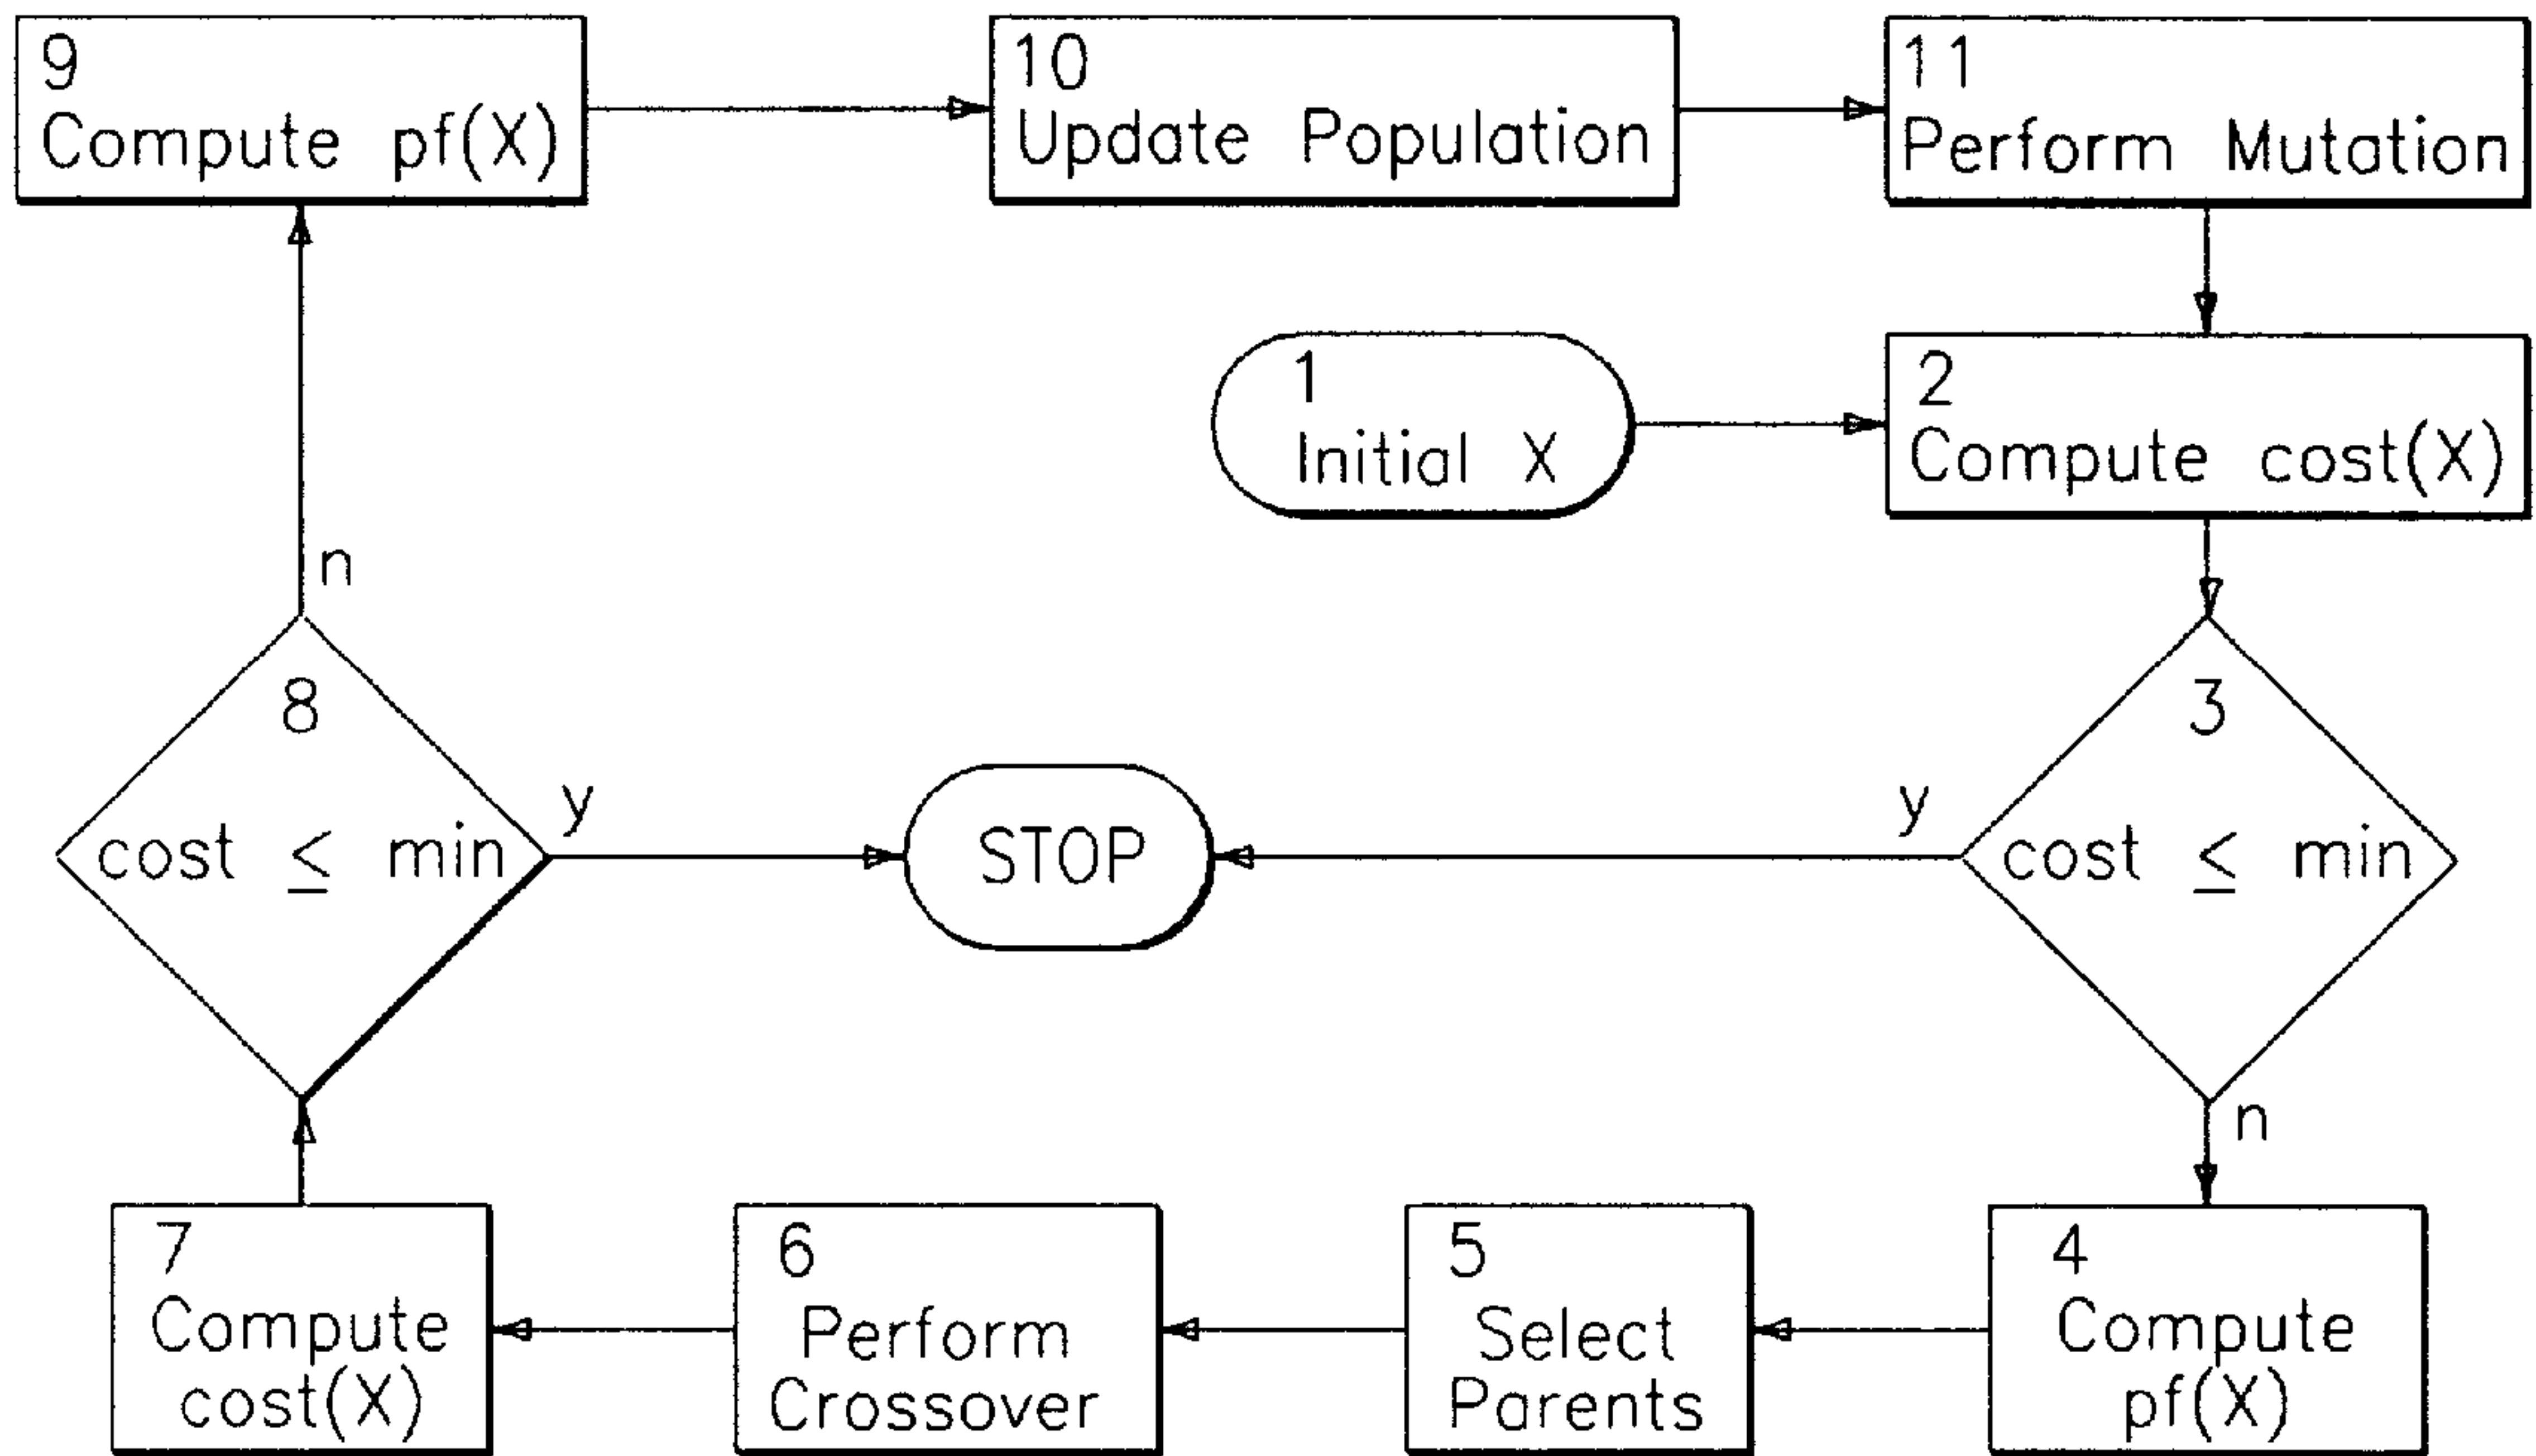 9
Compute pf(X)
10
Update Population
11
Perform Mutation
1
Initial X
2
Compute cost(X)
n
8
cost ≤ min
y
STOP
y
3
cost ≤ min
n
7
Compute
cost(X)
6
Perform
Crossover
5
Select
Parents
4
Compute
pf(X)